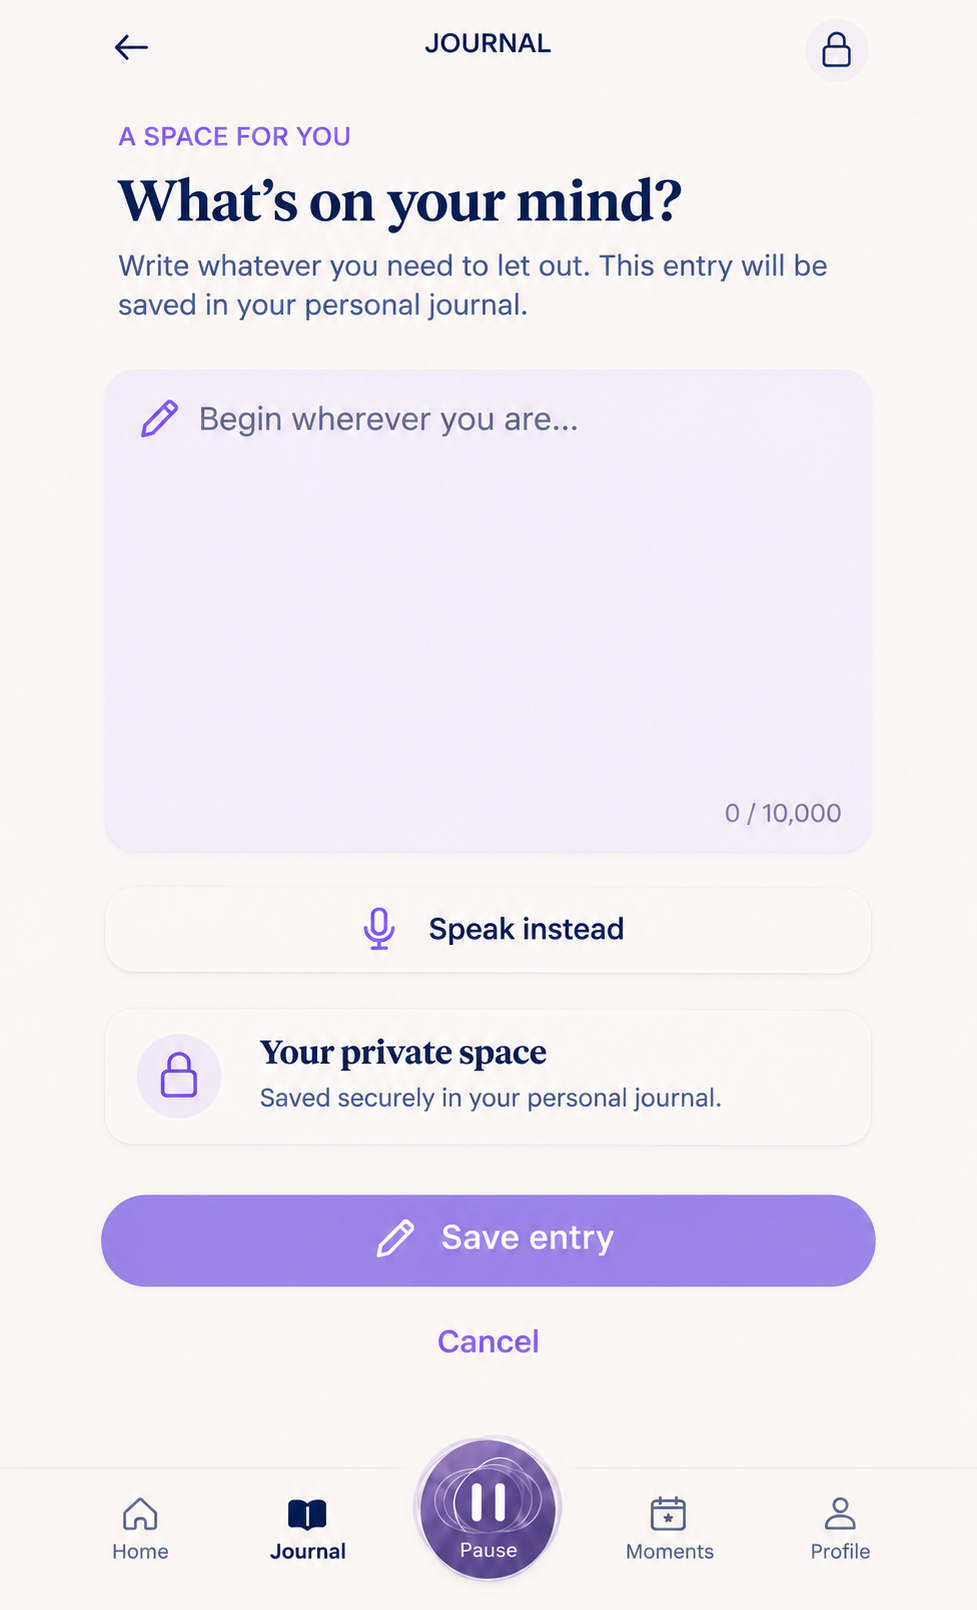 JOURNAL
A SPACE FOR YOU
What’s on your mind?
Write whatever you need to let out. This entry will be
saved in your personal journal.
Begin wherever you are...
0 / 10,000
Speak instead
Your private space
Saved securely in your personal journal.
Save entry
Cancel
Home
Journal
Pause
Moments
Profile